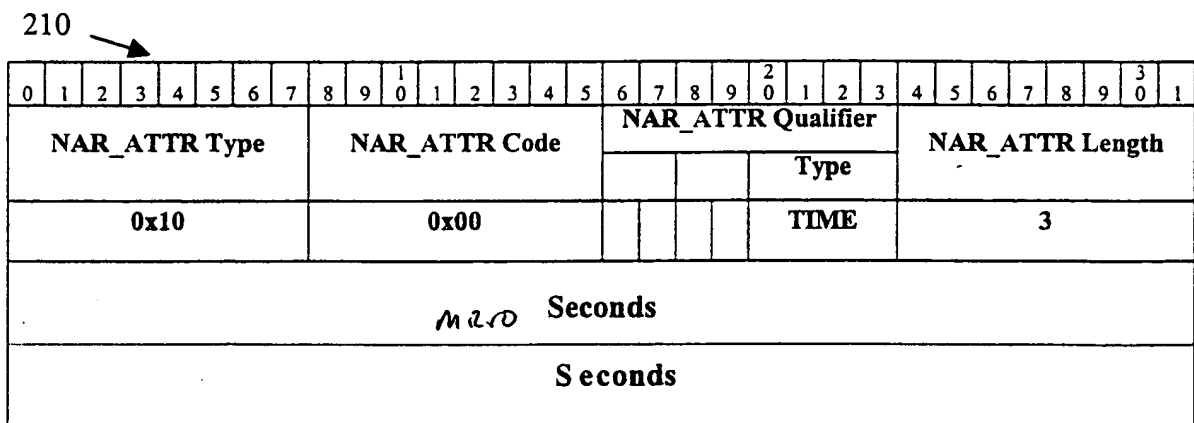 210
1 2 3
0 1 2 3 4 5 6 7 8 9 0 1 2 3 4 5 6 7 8 9 0 1 2 3 4 5 6 7 8 9 0 1
NAR_ATTR Type NAR_ATTR Code NAR_ATTR Qualifier NAR_ATTR Length
Type
0x10 0x00 TIME 3
Seconds
Seconds